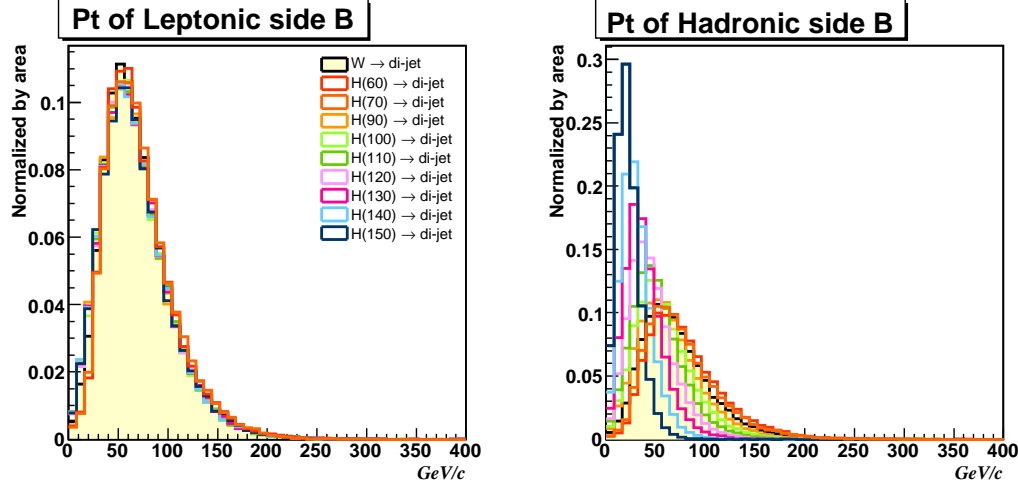 Pt of Leptonic side B
Normalized by area
0.1
0.08
0.06
0.04
0.02
0
0 50 100 150 200 250 300 350 400
GeV/c
W → di-jet
H(60) → di-jet
H(70) → di-jet
H(90) → di-jet
H(100) → di-jet
H(110) → di-jet
H(120) → di-jet
H(130) → di-jet
H(140) → di-jet
H(150) → di-jet
Pt of Hadronic side B
Normalized by area
0.3
0.25
0.2
0.15
0.1
0.05
0
0 50 100 150 200 250 300 350 400
GeV/c